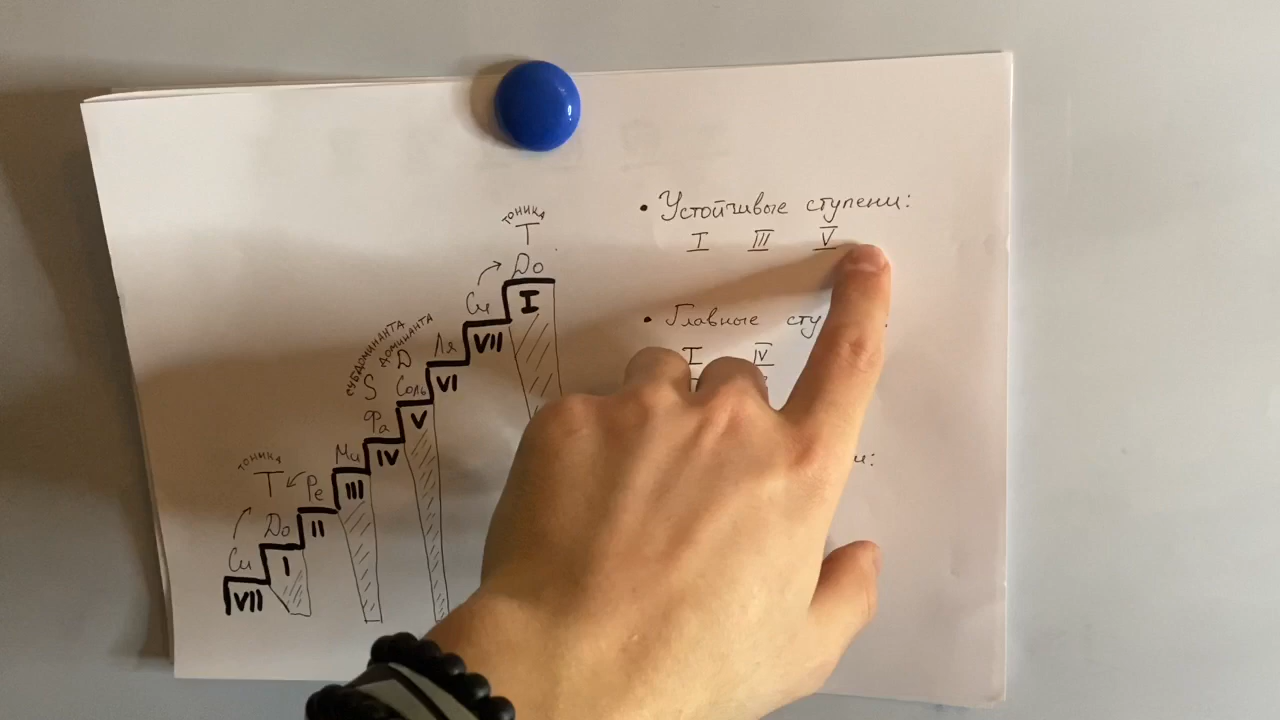 тоника
T
До
I
Си
VII
Ля
VI
доминанта
D
Соль
V
субдоминанта
S
Фа
IV
Ми
III
тоника
T
Ре
II
До
I
Си
VII
• Устойчивые ступени:
I III V
• Главные сту
I IV